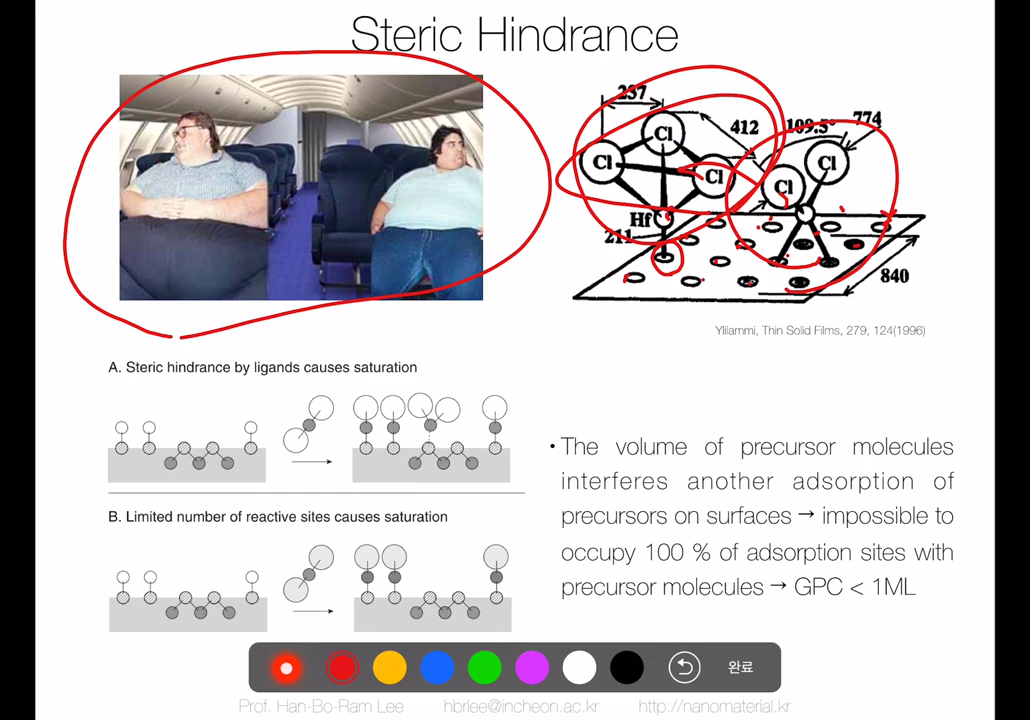 Steric Hindrance
237
Cl
412
109.5°
774
Cl
Cl
Cl
Cl
Hf
211
840
Ylilammi, Thin Solid Films, 279, 124(1996)
A. Steric hindrance by ligands causes saturation
B. Limited number of reactive sites causes saturation
• The volume of precursor molecules
interferes another adsorption of
precursors on surfaces → impossible to
occupy 100 % of adsorption sites with
precursor molecules → GPC < 1ML
완료
Prof. Han-Bo-Ram Lee hbrlee@incheon.ac.kr http://nanomaterial.kr